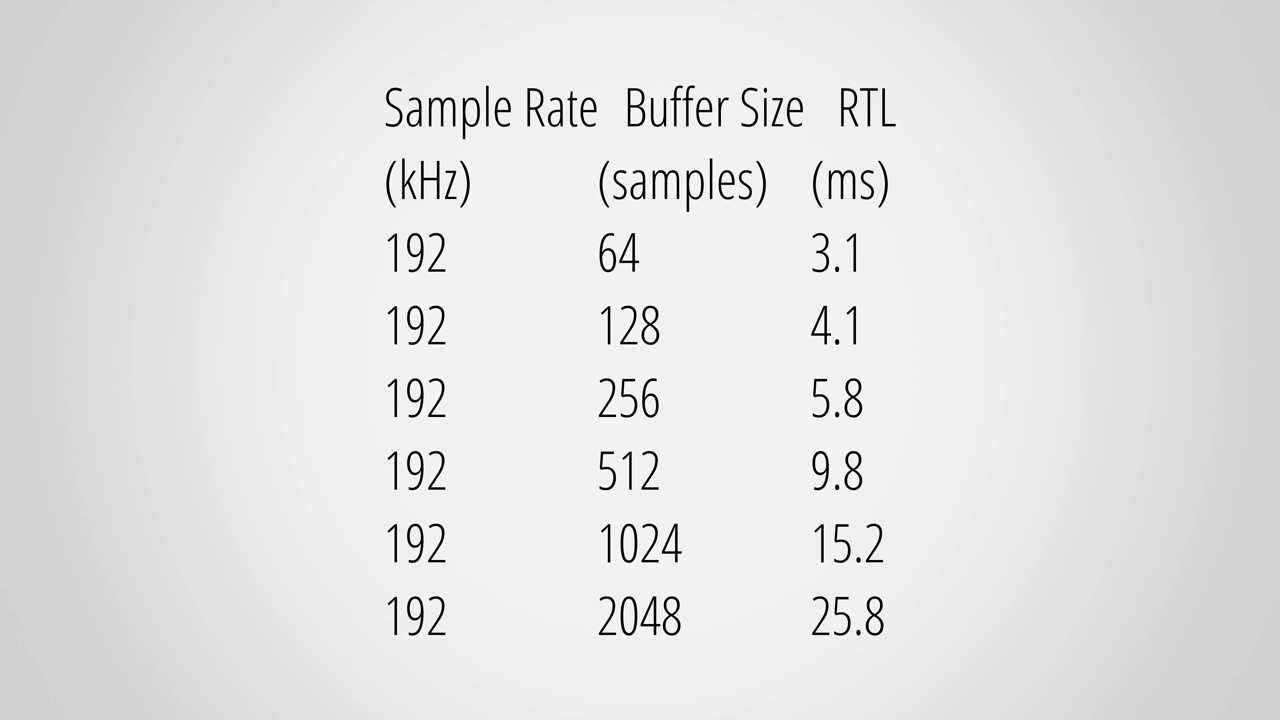 Sample Rate Buffer Size RTL
(kHz) (samples) (ms)
192 64 3.1
192 128 4.1
192 256 5.8
192 512 9.8
192 1024 15.2
192 2048 25.8